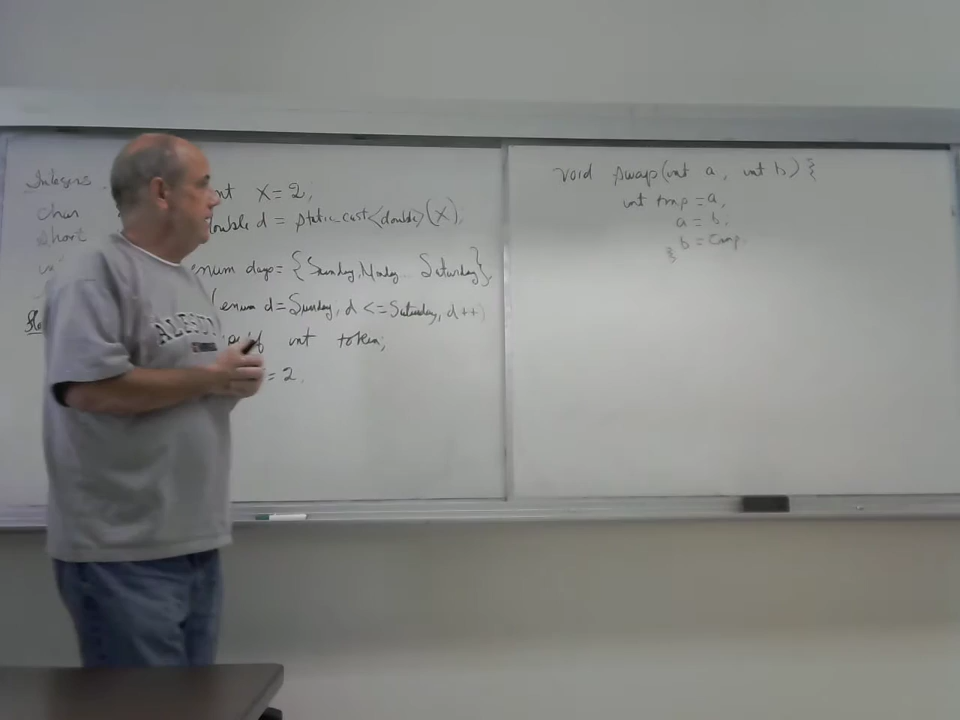 Integers
char
short
int X = 2;
double d = static_cast<double>(X);
enum days = {Sunday, Monday... Saturday};
(enum d = Sunday; d <= Saturday; d++)
int token;
= 2;
void swap(int a, int b) {
int tmp = a;
a = b;
b = tmp;
}